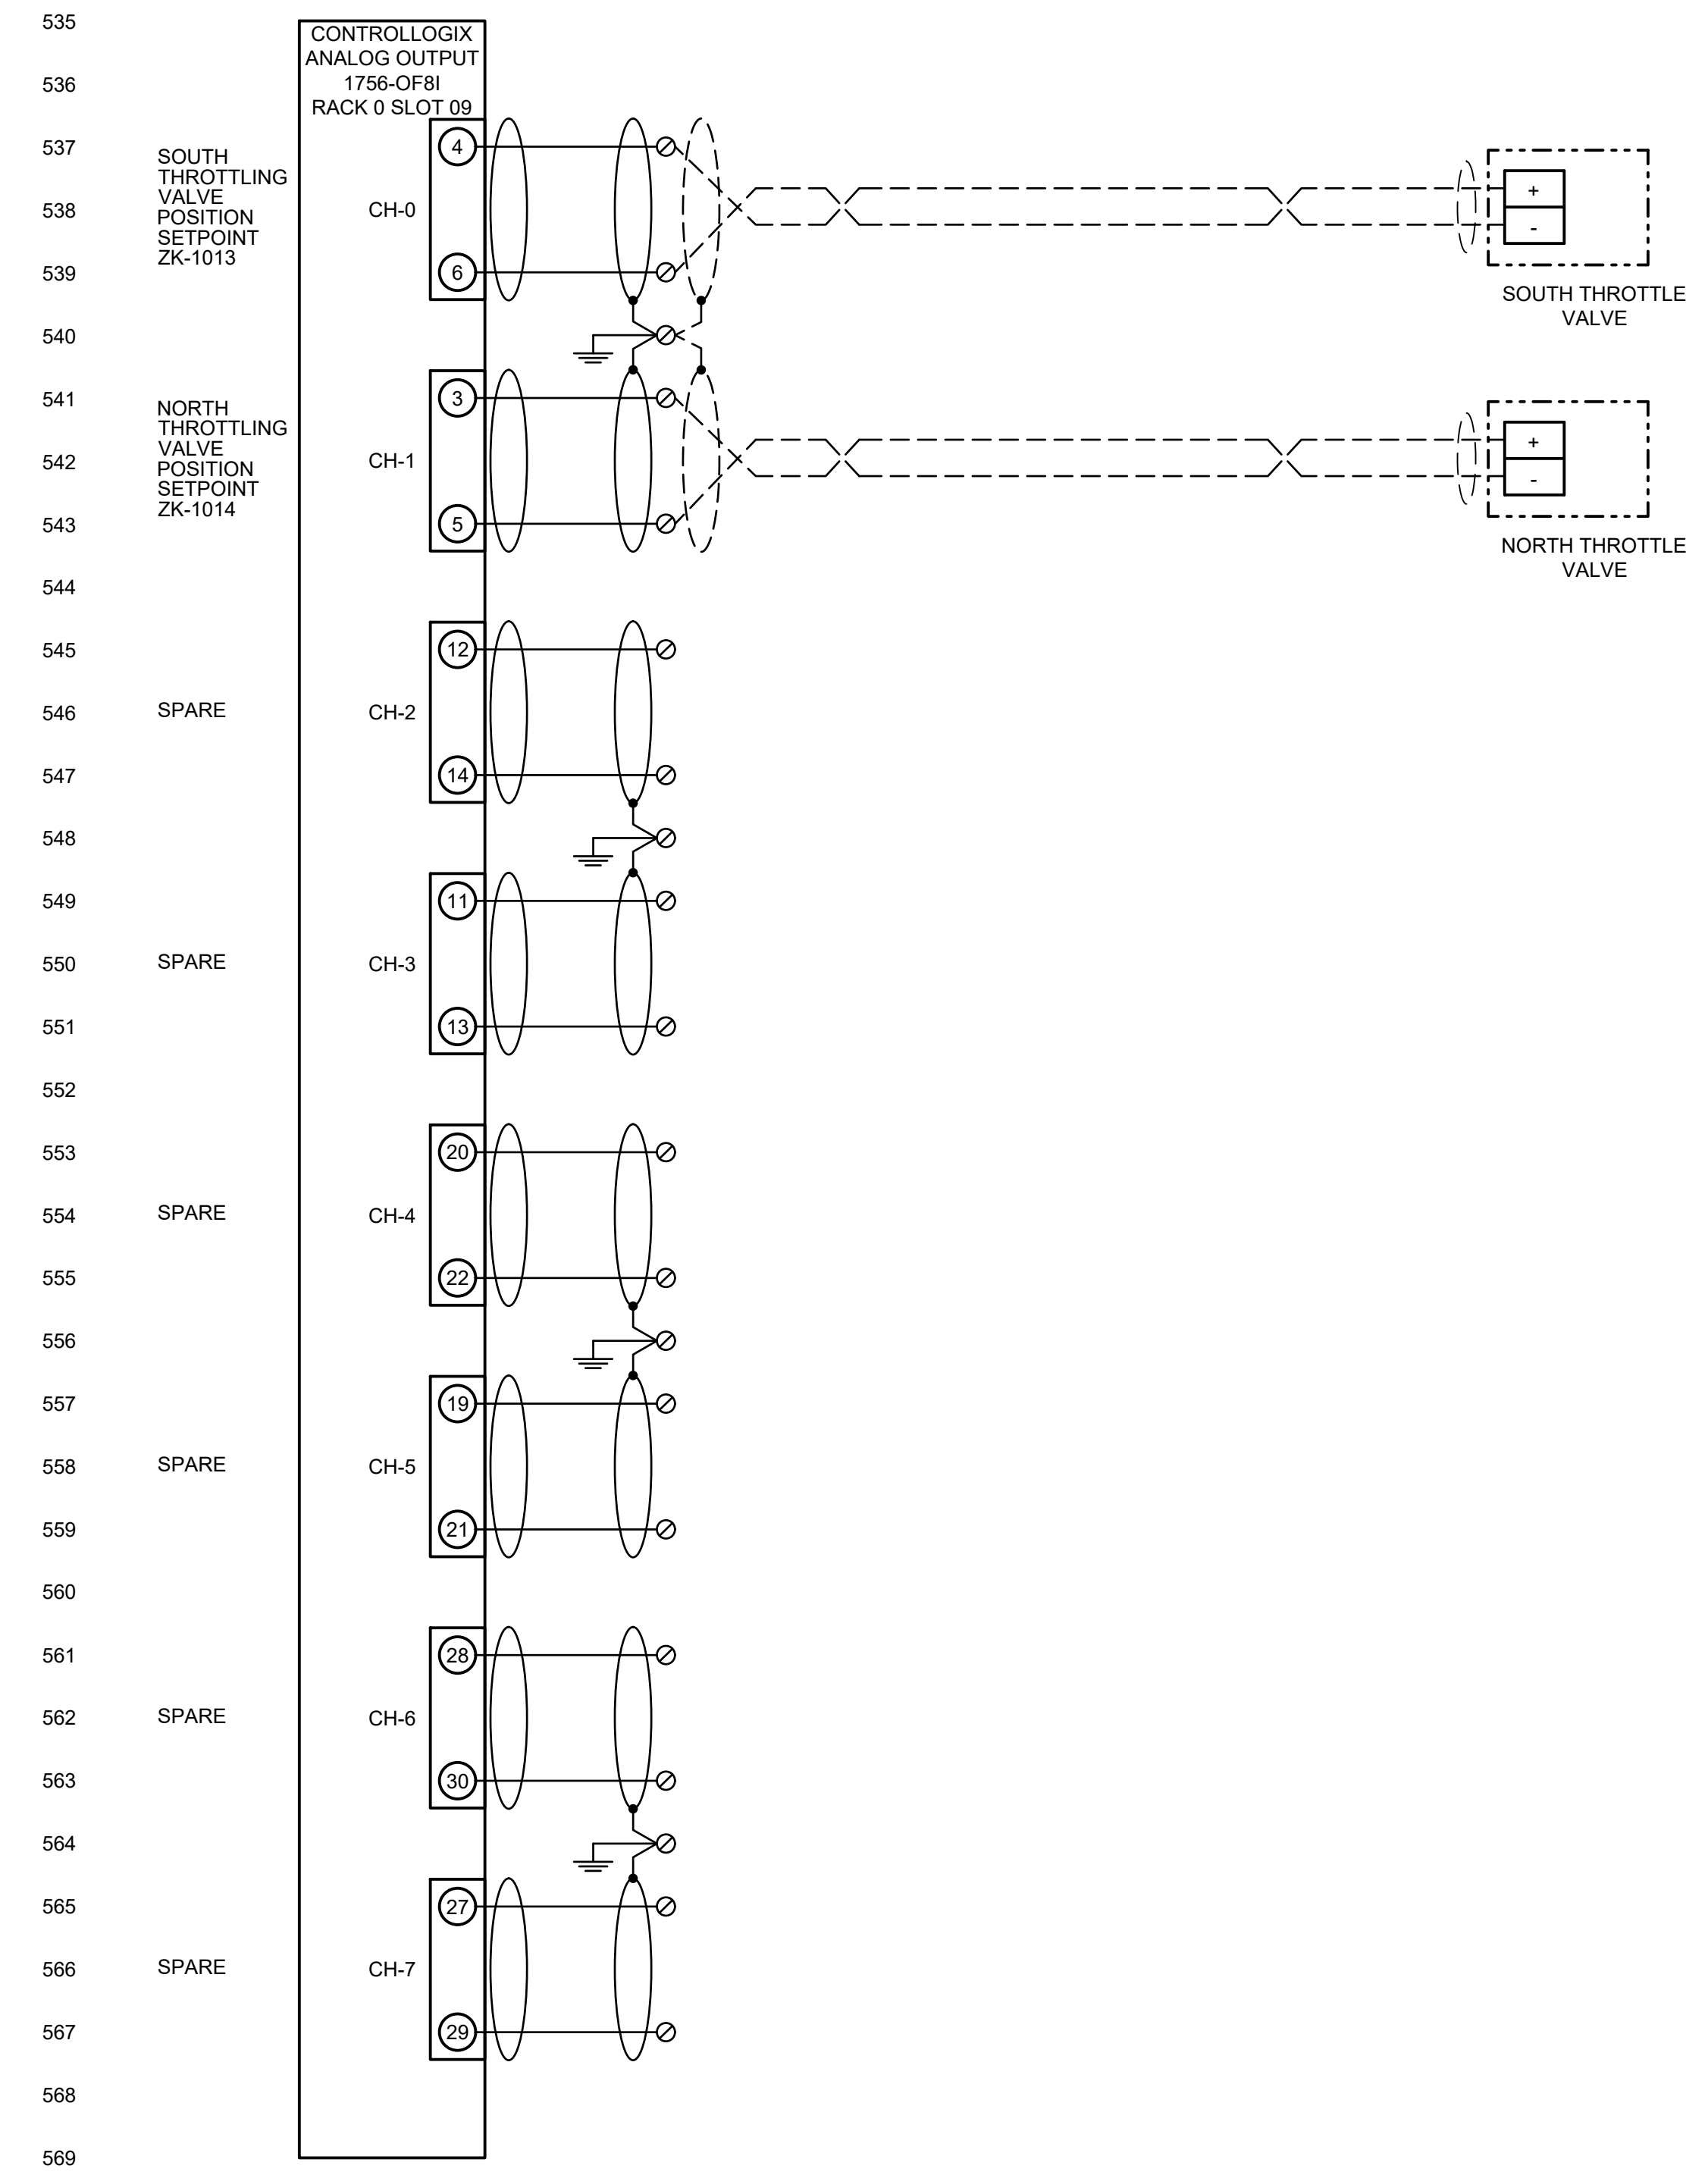 535
CONTROLLOGIX
ANALOG OUTPUT
1756-OF8I
RACK 0 SLOT 09
536
537
SOUTH
THROTTLING
VALVE
POSITION
SETPOINT
ZK-1013
538
539
CH-0
4
6
+
-
SOUTH THROTTLE
VALVE
540
541
NORTH
THROTTLING
VALVE
POSITION
SETPOINT
ZK-1014
542
543
CH-1
3
5
+
-
NORTH THROTTLE
VALVE
544
545
12
546
SPARE
CH-2
547
14
548
549
11
550
SPARE
CH-3
551
13
552
553
20
554
SPARE
CH-4
555
22
556
557
19
558
SPARE
CH-5
559
21
560
561
28
562
SPARE
CH-6
563
30
564
565
27
566
SPARE
CH-7
567
29
568
569